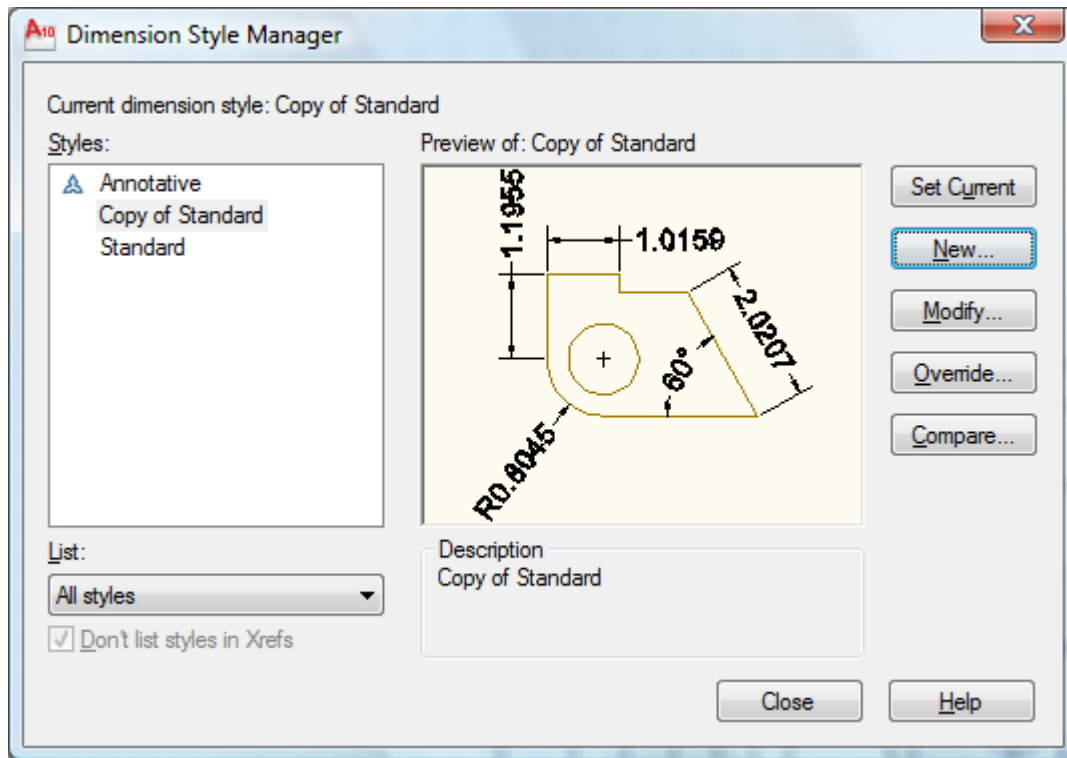 A10 Dimension Style Manager
Current dimension style: Copy of Standard
Styles:
Preview of: Copy of Standard
Annotative
Copy of Standard
Standard
1.1955
1.0159
2.0207
60°
R0.8045
Set Current
New...
Modify...
Override...
Compare...
List:
All styles
Don't list styles in Xrefs
Description
Copy of Standard
Close
Help